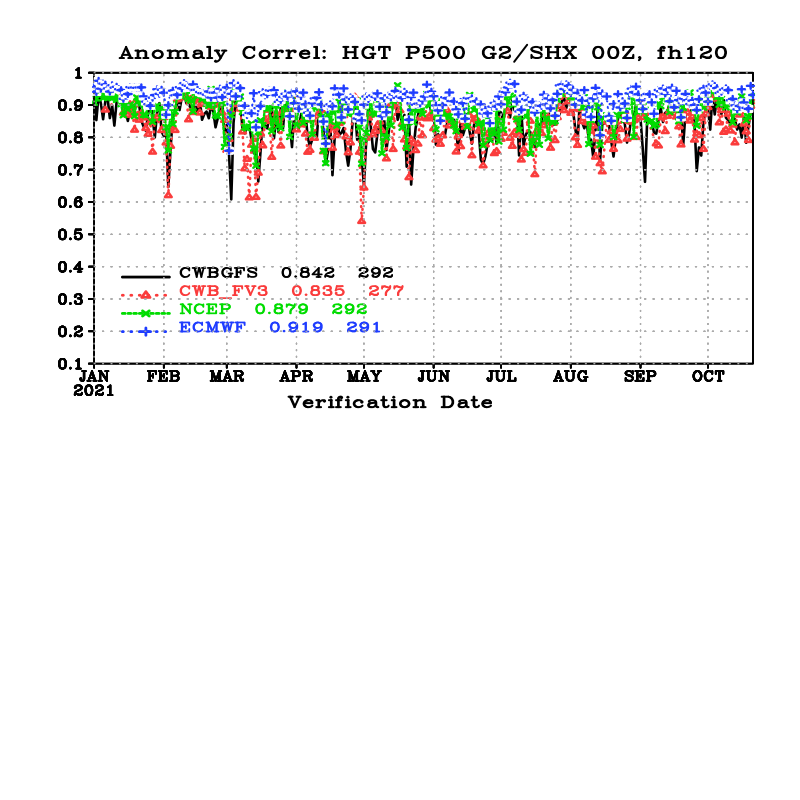 Anomaly Correl: HGT P500 G2/SHX 00Z, fh120
1
0.9
0.8
0.7
0.6
0.5
0.4
0.3
0.2
0.1
CWBGFS 0.842 292
CWB_FV3 0.835 277
NCEP 0.879 292
ECMWF 0.919 291
JAN FEB MAR APR MAY JUN JUL AUG SEP OCT
2021
Verification Date